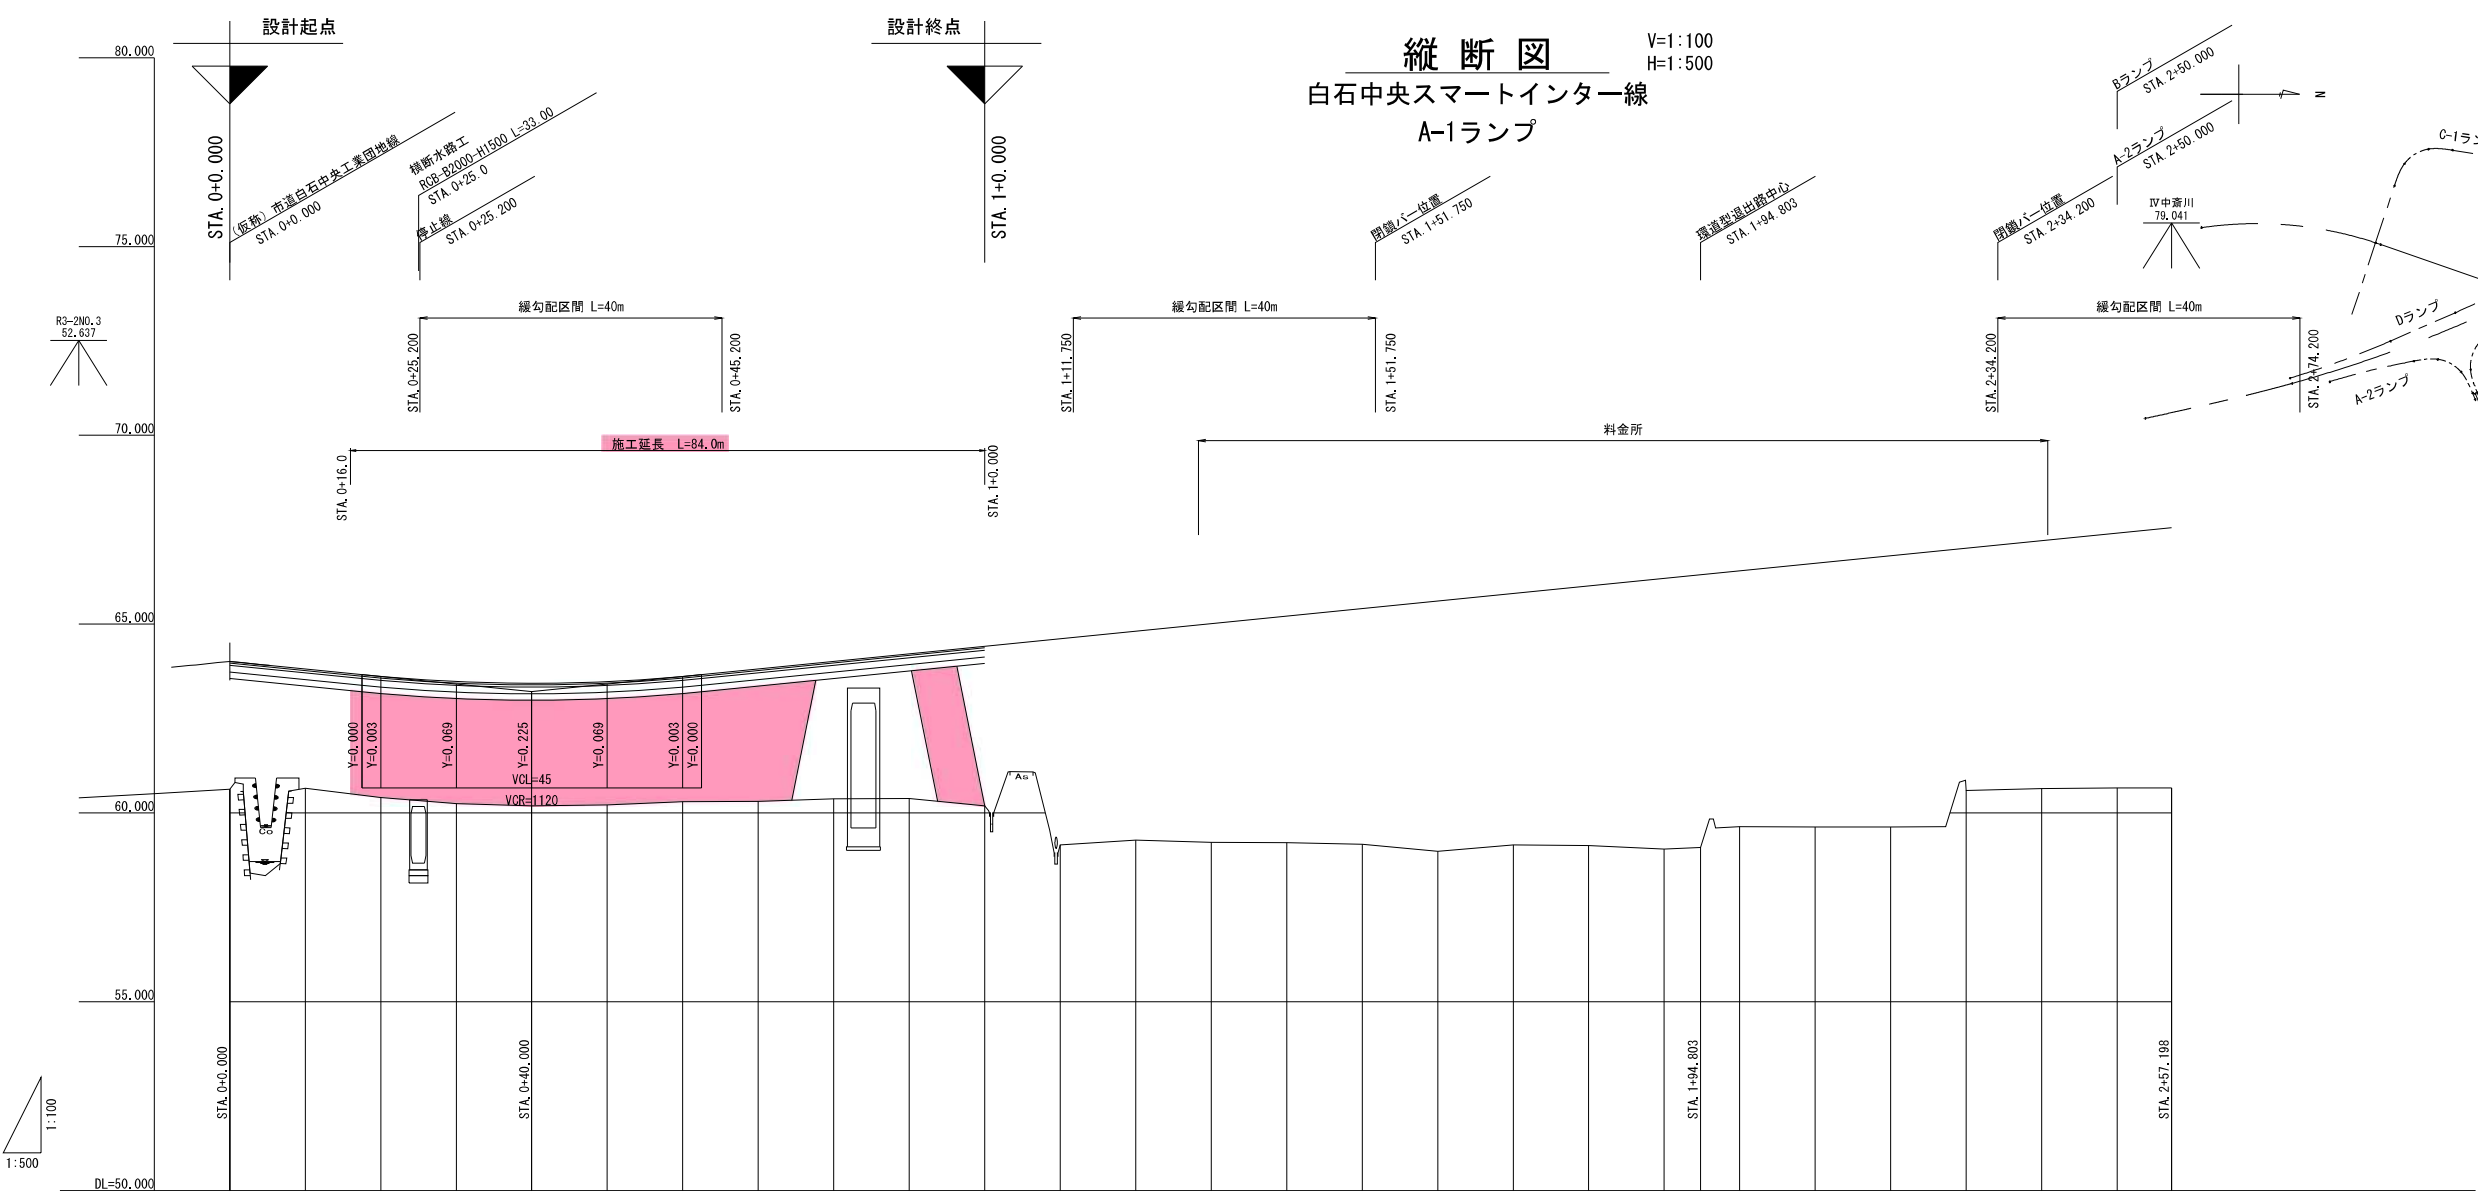 縦断図
V=1:100
H=1:500
白石中央スマートインター線
A-1ランプ
設計起点
設計終点
80.000
75.000
70.000
65.000
60.000
55.000
DL=50.000
STA.0+0.000
(仮称)市道白石中央工業団地線
STA.0+0.000
横断水路工
RCB-B2000-H1500 L=33.00
STA.0+25.0
停止線
STA.0+25.200
STA.1+0.000
閉鎖バー位置
STA.1+51.750
環道型退出路中心
STA.1+94.803
閉鎖バー位置
STA.2+34.200
Bランプ
STA.2+50.000
A-2ランプ
STA.2+50.000
N
C-1ラン
Ⅳ中斎川
79.041
Dランプ
A-2ランプ
R3-2NO.3
52.637
緩勾配区間 L=40m
STA.0+25.200
STA.0+45.200
緩勾配区間 L=40m
STA.1+11.750
STA.1+51.750
緩勾配区間 L=40m
STA.2+34.200
STA.2+74.200
施工延長 L=84.0m
STA.0+16.0
STA.1+0.000
料金所
Y=0.000
Y=0.003
Y=0.069
Y=0.225
Y=0.069
Y=0.003
Y=0.000
VCL=45
VCR=1120
Co
As
STA.0+0.000
STA.0+40.000
STA.1+94.803
STA.2+57.198
1:100
1:500